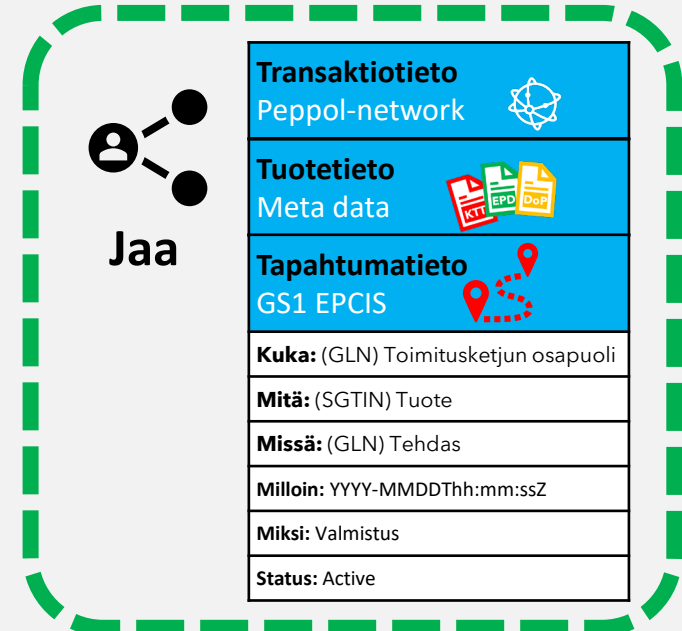 Jaa
Transaktiotieto
Peppol-network
Tuotetieto
Meta data
KTT
EPD
DoP
Tapahtumatieto
GS1 EPCIS
Kuka: (GLN) Toimitusketjun osapuoli
Mitä: (SGTIN) Tuote
Missä: (GLN) Tehdas
Milloin: YYYY-MMDDThh:mm:ssZ
Miksi: Valmistus
Status: Active